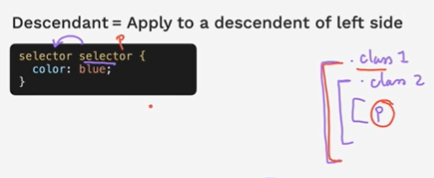 Descendant = Apply to a descendent of left side
p
selector selector {
color: blue;
}
. class 1
. class 2
p